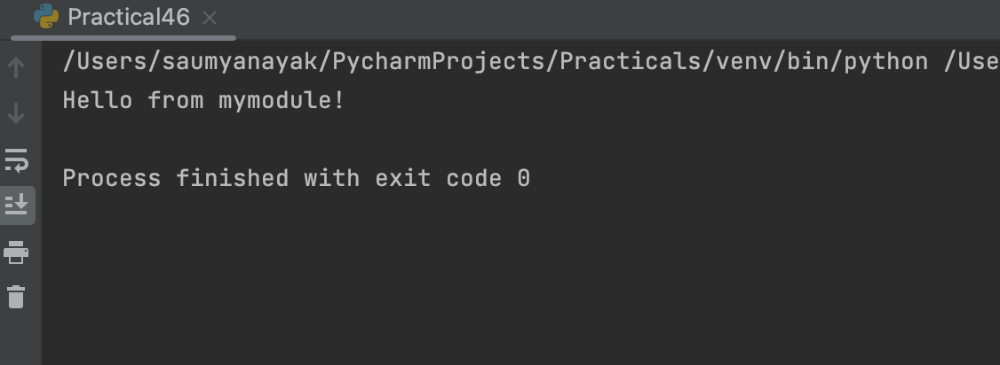 Practical46
/Users/saumyanayak/PycharmProjects/Practicals/venv/bin/python /Use
Hello from mymodule!
Process finished with exit code 0